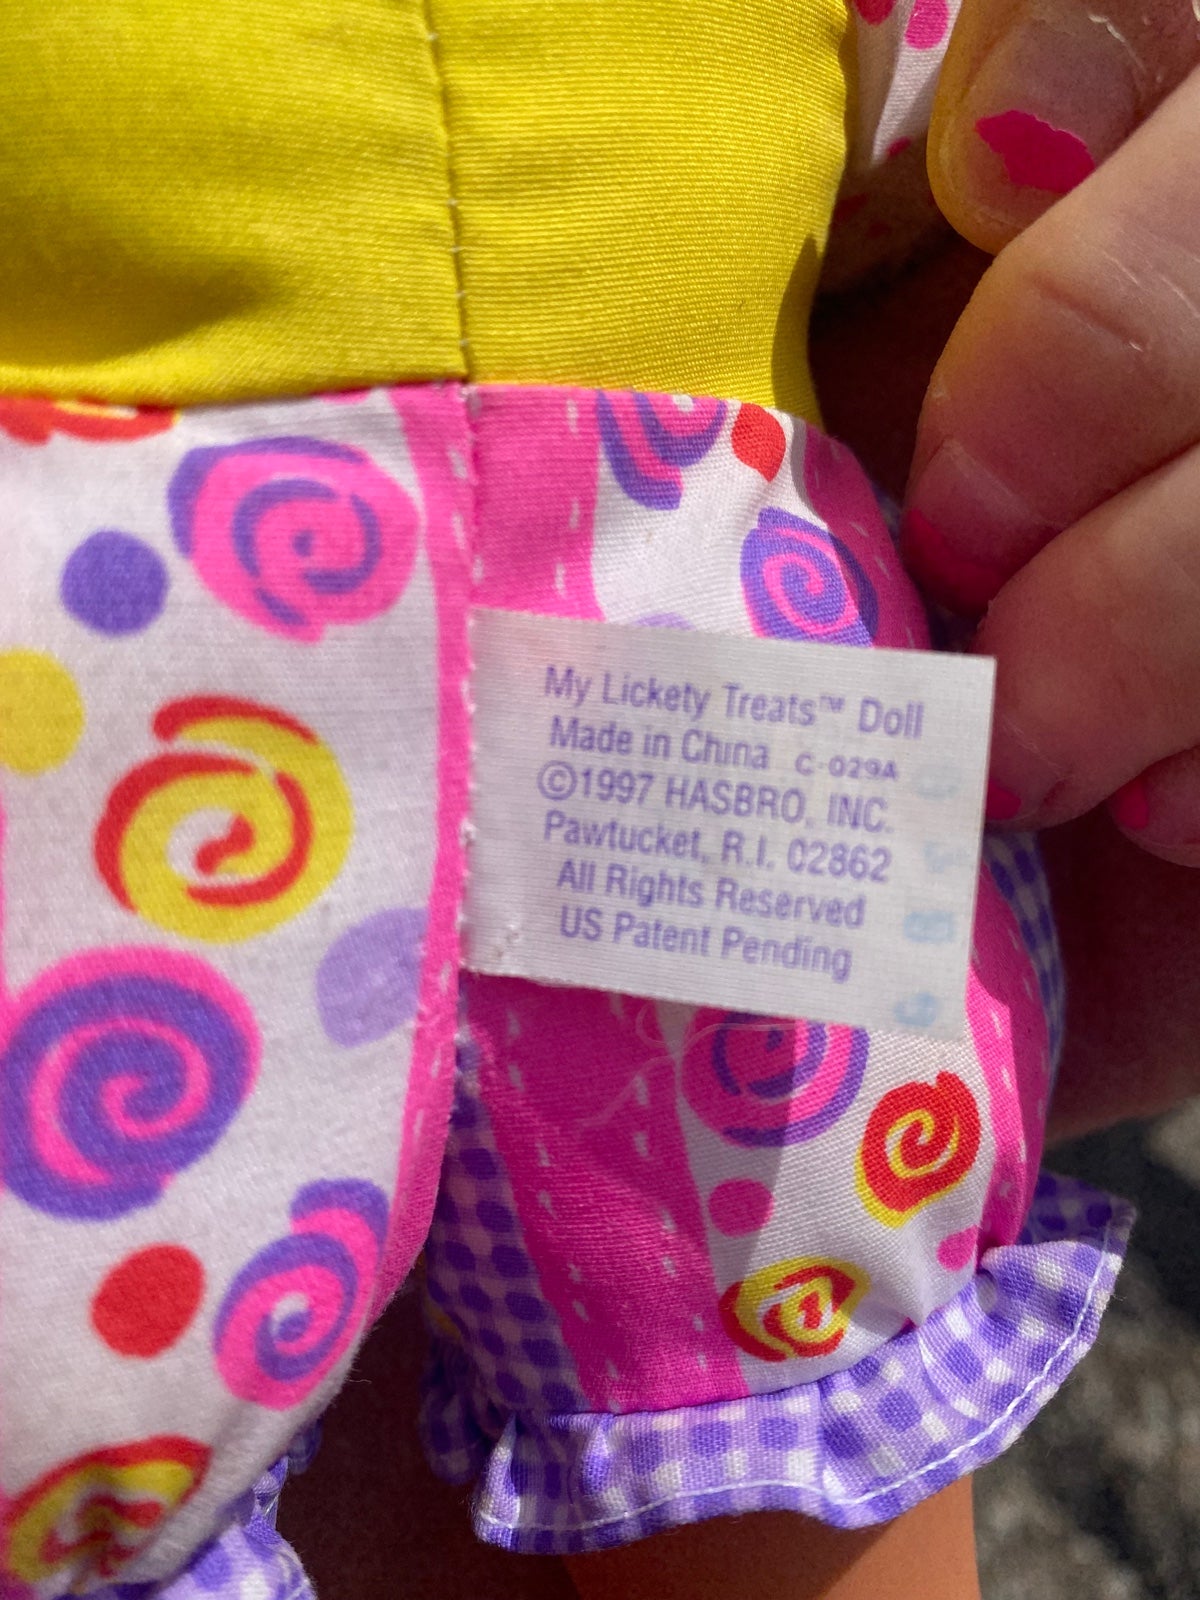 My Lickety Treats™ Doll
Made in China C-029A
©1997 HASBRO, INC.
Pawtucket, R.I. 02862
All Rights Reserved
US Patent Pending